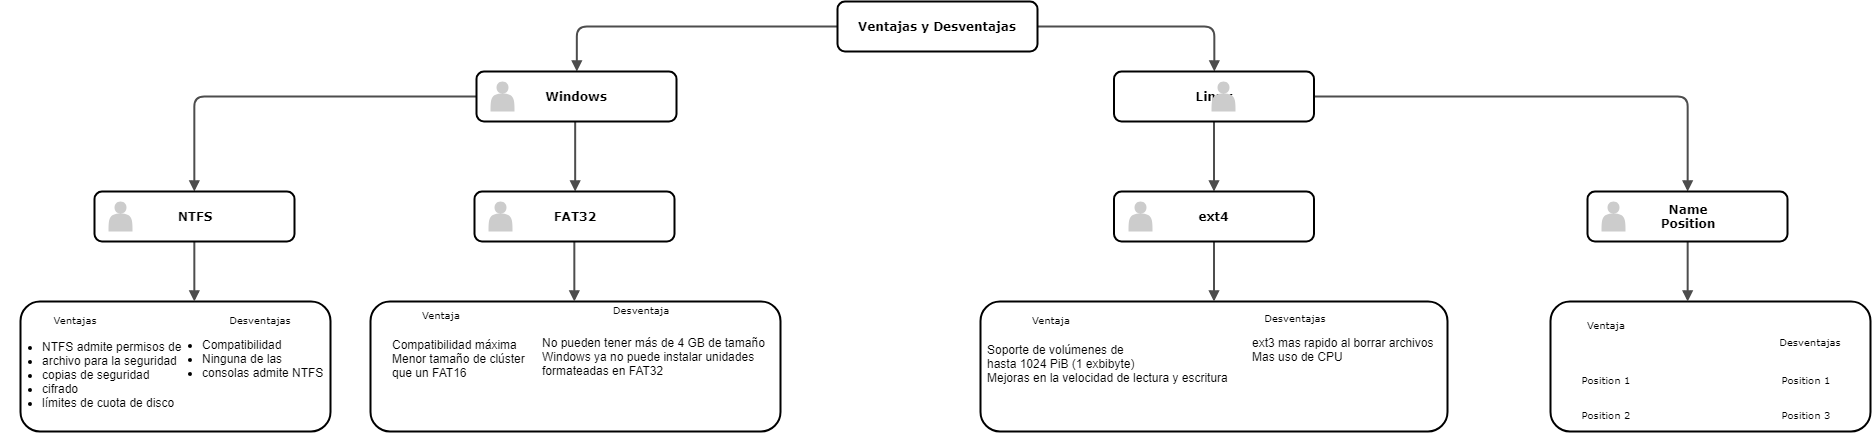 Ventajas y Desventajas
Windows
NTFS
Ventajas
NTFS admite permisos de
archivo para la seguridad
copias de seguridad
cifrado
límites de cuota de disco
Desventajas
Compatibilidad
Ninguna de las
consolas admite NTFS
FAT32
Ventaja
Compatibilidad máxima
Menor tamaño de clúster
que un FAT16
Desventaja
No pueden tener más de 4 GB de tamaño
Windows ya no puede instalar unidades
formateadas en FAT32
ext4
Ventaja
Soporte de volúmenes de
hasta 1024 PiB (1 exbibyte)
Mejoras en la velocidad de lectura y escritura
Desventajas
ext3 mas rapido al borrar archivos
Mas uso de CPU
Name
Position
Ventaja
Position 1
Position 2
Desventajas
Position 1
Position 3